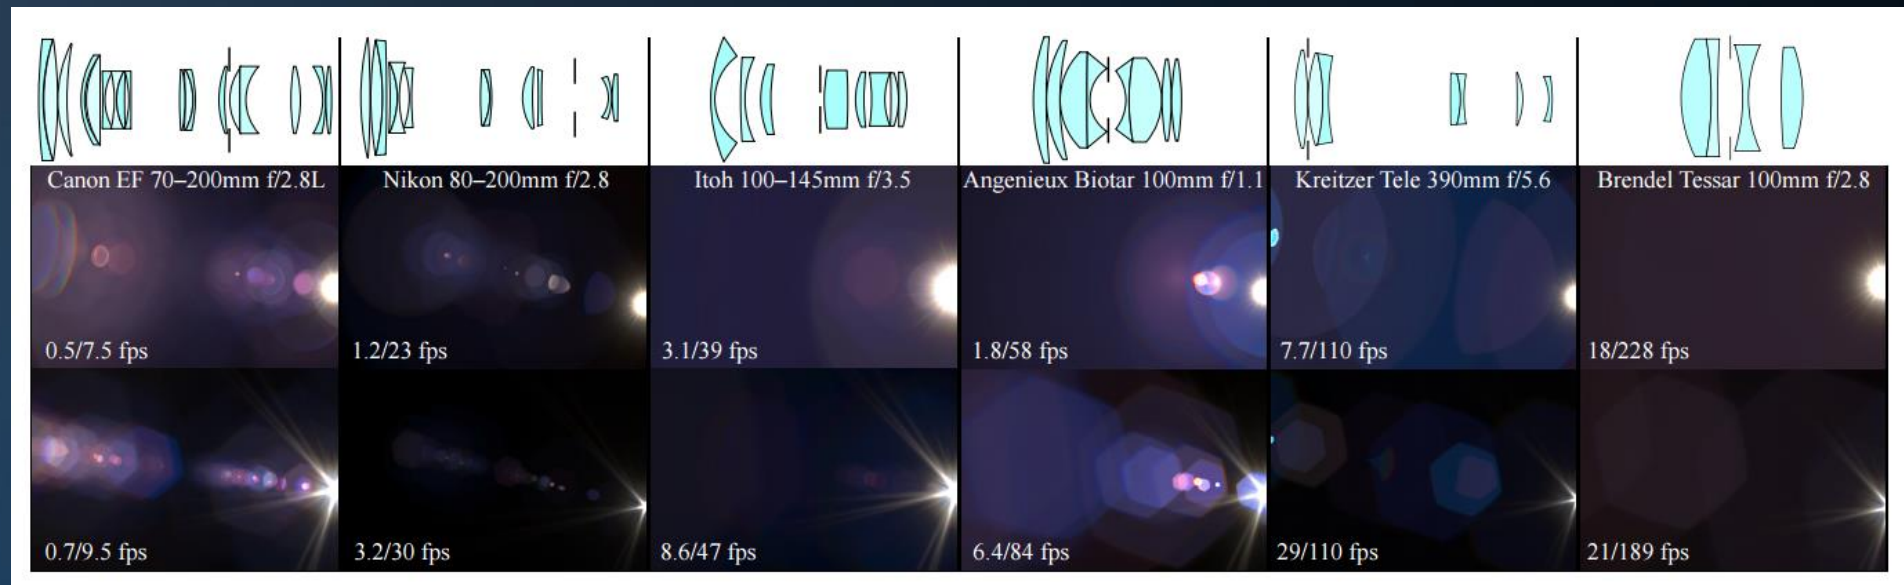 Canon EF 70–200mm f/2.8L
Nikon 80–200mm f/2.8
Itoh 100–145mm f/3.5
Angenieux Biotar 100mm f/1.1
Kreitzer Tele 390mm f/5.6
Brendel Tessar 100mm f/2.8
0.5/7.5 fps
1.2/23 fps
3.1/39 fps
1.8/58 fps
7.7/110 fps
18/228 fps
0.7/9.5 fps
3.2/30 fps
8.6/47 fps
6.4/84 fps
29/110 fps
21/189 fps